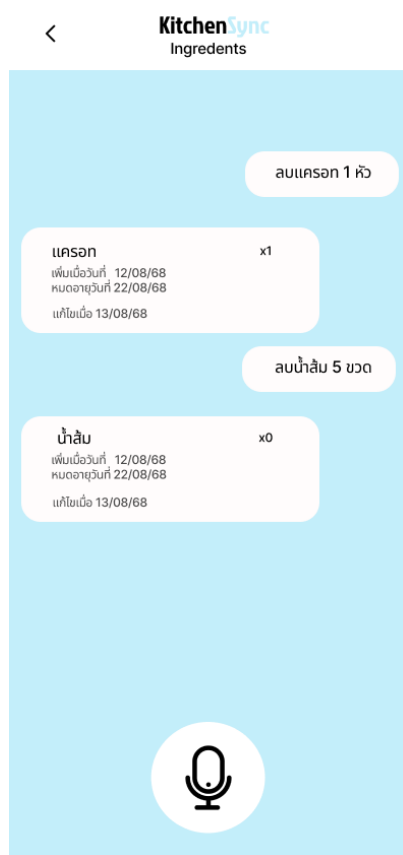 KitchenSync
Ingredents
ลบแครอท 1 หัว
แครอท x1
เพิ่มเมื่อวันที่ 12/08/68
หมดอายุวันที่ 22/08/68
แก้ไขเมื่อ 13/08/68
ลบน้ำส้ม 5 ขวด
น้ำส้ม x0
เพิ่มเมื่อวันที่ 12/08/68
หมดอายุวันที่ 22/08/68
แก้ไขเมื่อ 13/08/68